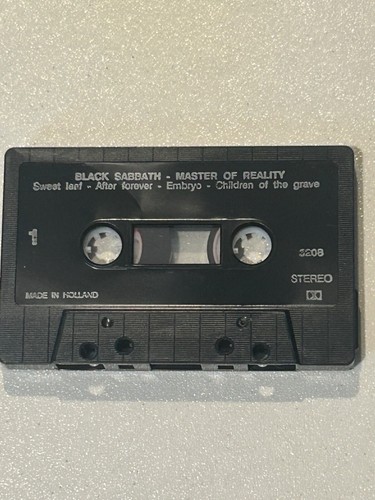 BLACK SABBATH - MASTER OF REALITY
Sweet leaf - After forever - Embryo - Children of the grave
1
3208
STEREO
MADE IN HOLLAND